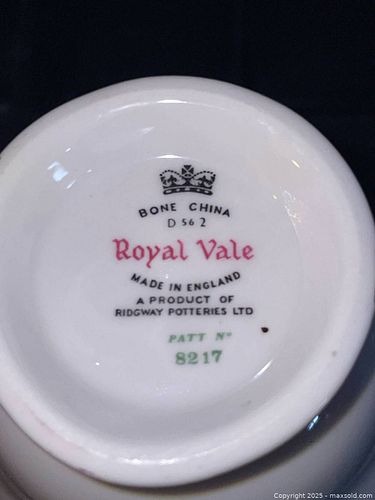 BONE CHINA
D 56 2
Royal Vale
MADE IN ENGLAND
A PRODUCT OF
RIDGWAY POTTERIES LTD
PATT Nº
8217
Copyright 2025 - maxsold.com